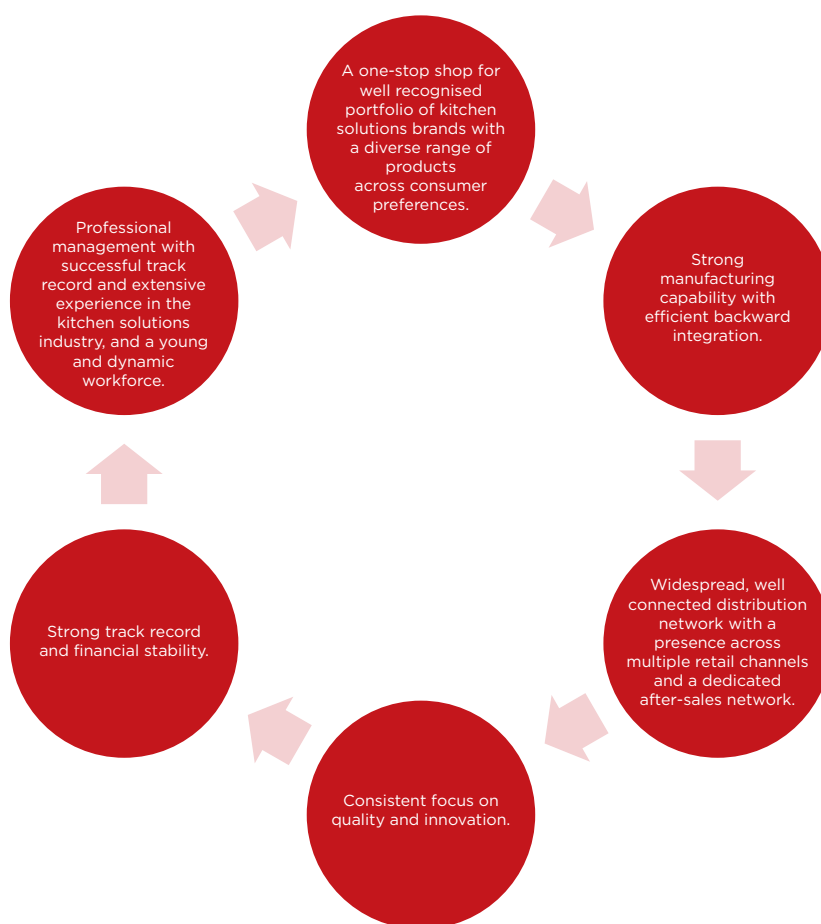 A one-stop shop for
well recognised
portfolio of kitchen
solutions brands with
a diverse range of
products
across consumer
preferences.
Strong
manufacturing
capability with
efficient backward
integration.
Widespread, well
connected distribution
network with a
presence across
multiple retail channels
and a dedicated
after-sales network.
Consistent focus on
quality and innovation.
Strong track record
and financial stability.
Professional
management with
successful track
record and extensive
experience in the
kitchen solutions
industry, and a young
and dynamic
workforce.